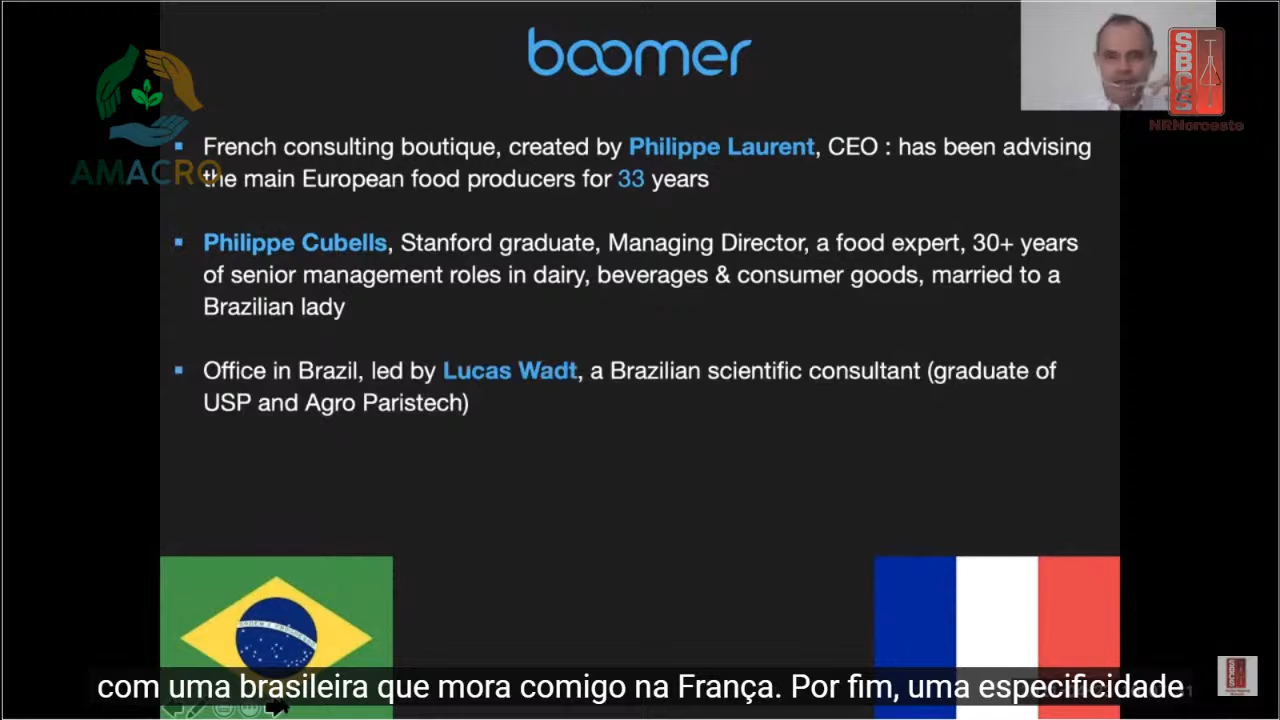 boomer
SBCS
NRNoroeste
AMACRO
▪ French consulting boutique, created by Philippe Laurent, CEO : has been advising
the main European food producers for 33 years
▪ Philippe Cubells, Stanford graduate, Managing Director, a food expert, 30+ years
of senior management roles in dairy, beverages & consumer goods, married to a
Brazilian lady
▪ Office in Brazil, led by Lucas Wadt, a Brazilian scientific consultant (graduate of
USP and Agro Paristech)
com uma brasileira que mora comigo na França. Por fim, uma especificidade